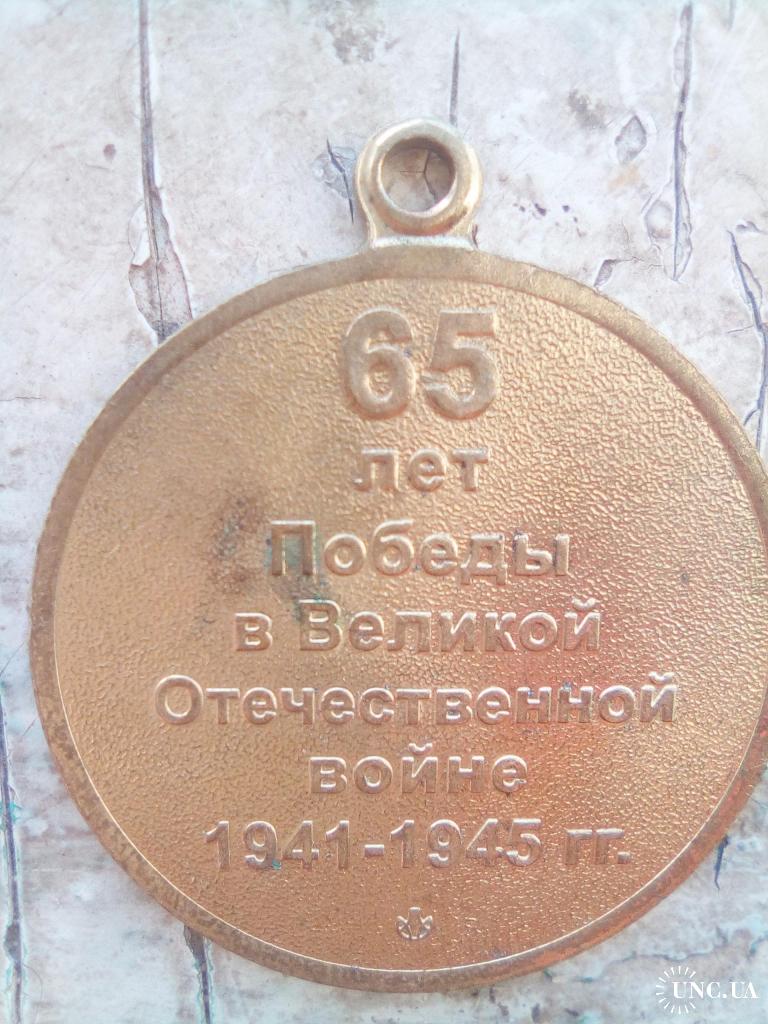 65
лет
Победы
в Великой
Отечественной
войне
1941-1945 гг.
UNC.UA